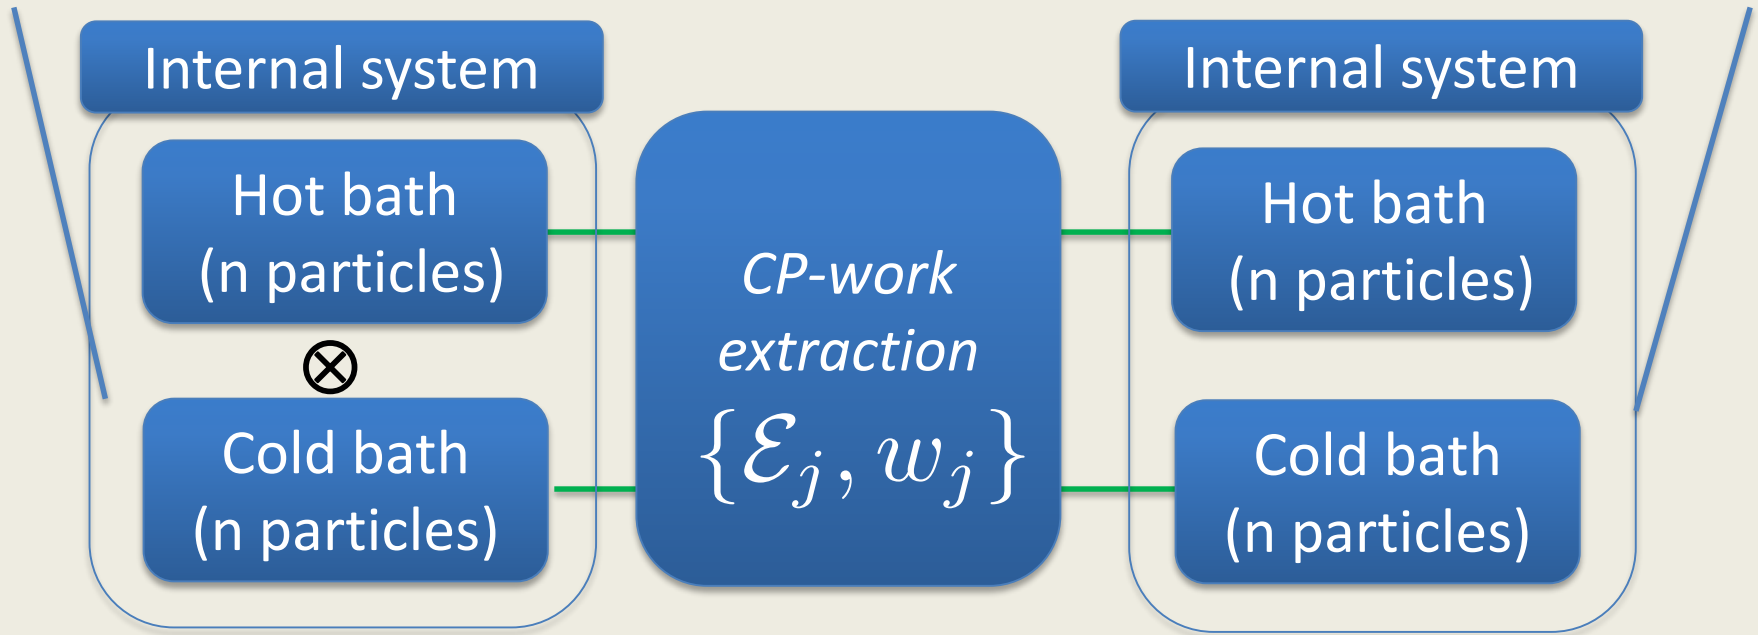 Internal system
Hot bath
(n particles)
⊗
Cold bath
(n particles)
CP-work
extraction
{ℰ_j, w_j}
Internal system
Hot bath
(n particles)
Cold bath
(n particles)